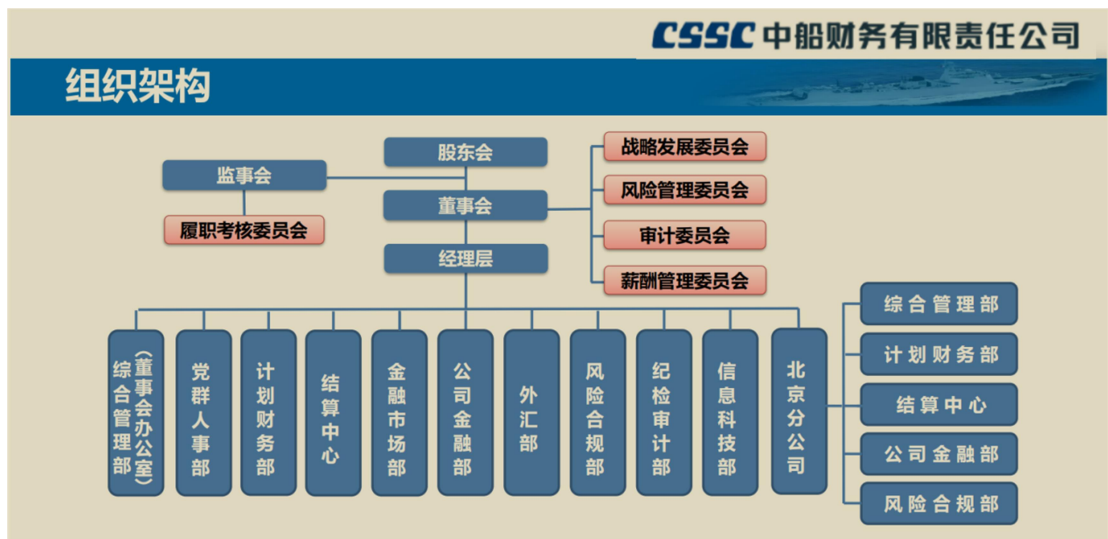 CSSC 中船财务有限责任公司
组织架构
股东会
监事会
董事会
经理层
履职考核委员会
战略发展委员会
风险管理委员会
审计委员会
薪酬管理委员会
综合管理部
（董事会办公室）
党群人事部
计划财务部
结算中心
金融市场部
公司金融部
外汇部
风险合规部
纪检审计部
信息科技部
北京分公司
综合管理部
计划财务部
结算中心
公司金融部
风险合规部